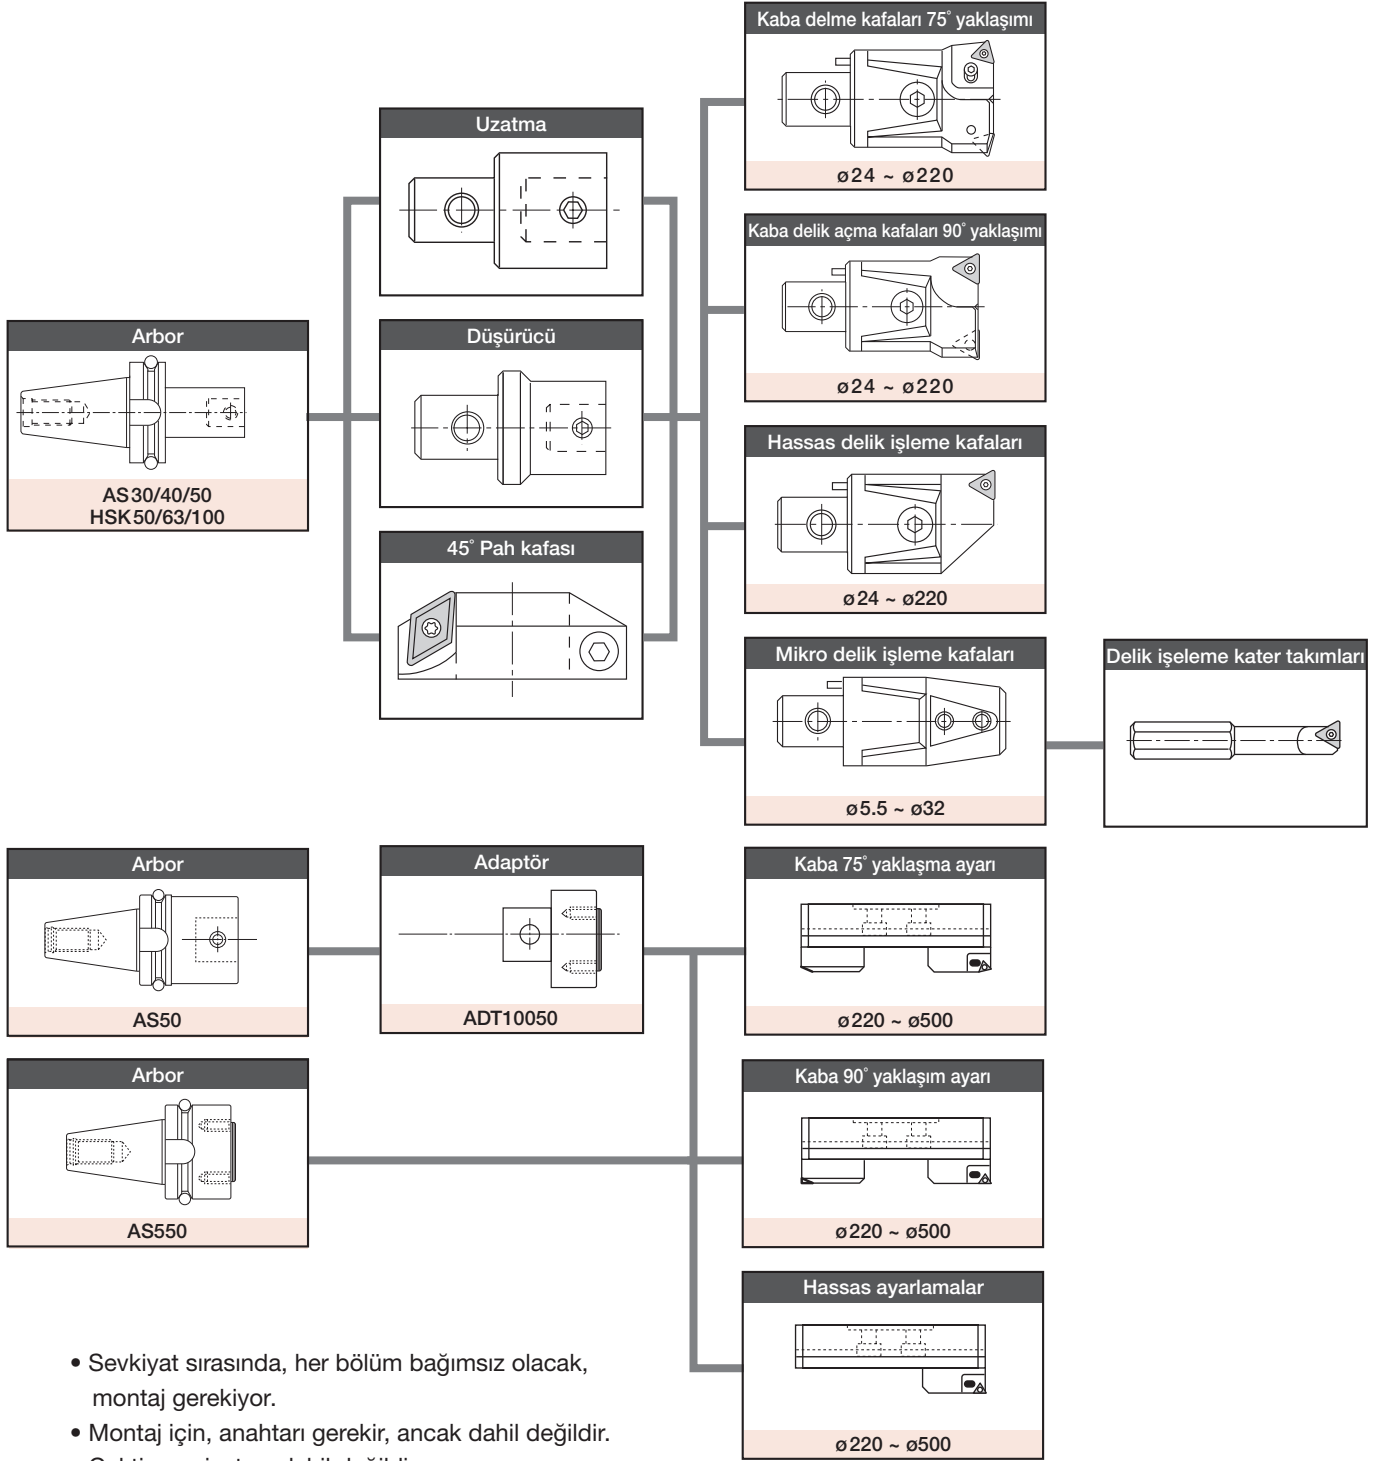 Kaba delme kafaları 75° yaklaşımı
ø24 ~ ø220
Uzatma
Kaba delik açma kafaları 90° yaklaşımı
ø24 ~ ø220
Arbor
AS30/40/50
HSK50/63/100
Düşürücü
Hassas delik işleme kafaları
ø24 ~ ø220
45° Pah kafası
Mikro delik işleme kafaları
ø5.5 ~ ø32
Delik işeleme kater takımları
Arbor
AS50
Adaptör
ADT10050
Kaba 75° yaklaşma ayarı
ø220 ~ ø500
Arbor
AS550
Kaba 90° yaklaşım ayarı
ø220 ~ ø500
Hassas ayarlamalar
ø220 ~ ø500
• Sevkiyat sırasında, her bölüm bağımsız olacak,
montaj gerekiyor.
• Montaj için, anahtarı gerekir, ancak dahil değildir.